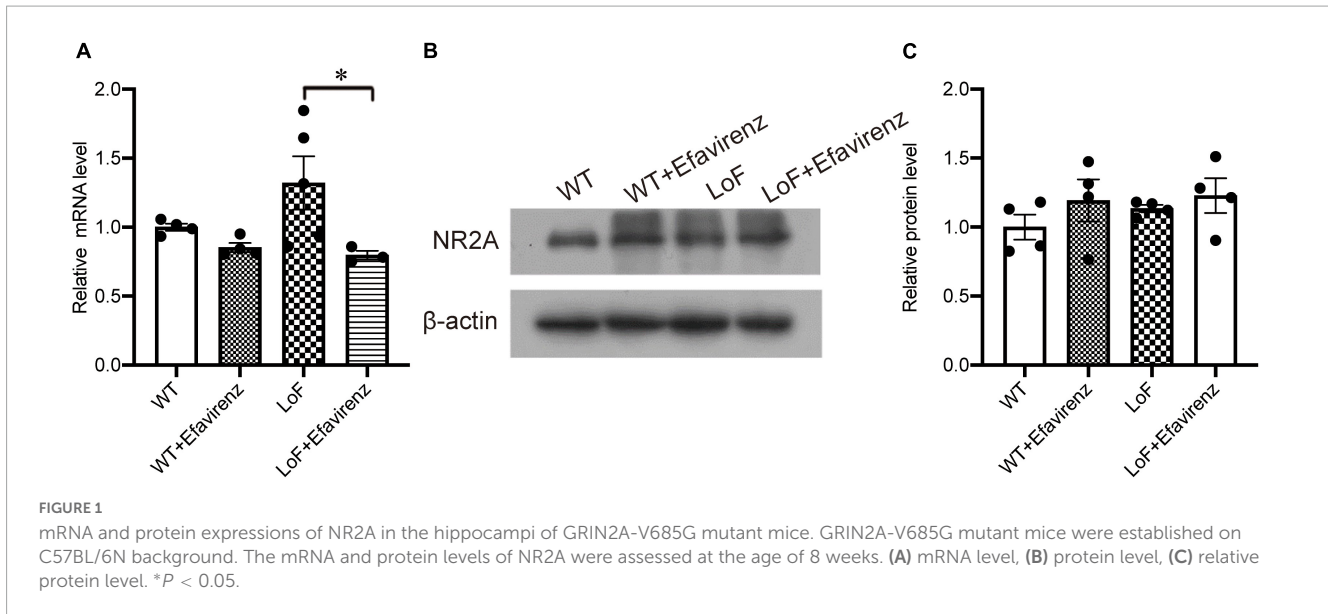 A
B
C
*
2.0
1.5
1.0
0.5
0.0
Relative mRNA level
WT
WT+Efavirenz
LoF
LoF+Efavirenz
WT
WT+Efavirenz
LoF
LoF+Efavirenz
NR2A
β-actin
2.0
1.5
1.0
0.5
0.0
Relative protein level
WT
WT+Efavirenz
LoF
LoF+Efavirenz
FIGURE 1
mRNA and protein expressions of NR2A in the hippocampi of GRIN2A-V685G mutant mice. GRIN2A-V685G mutant mice were established on
C57BL/6N background. The mRNA and protein levels of NR2A were assessed at the age of 8 weeks. (A) mRNA level, (B) protein level, (C) relative
protein level. *P < 0.05.